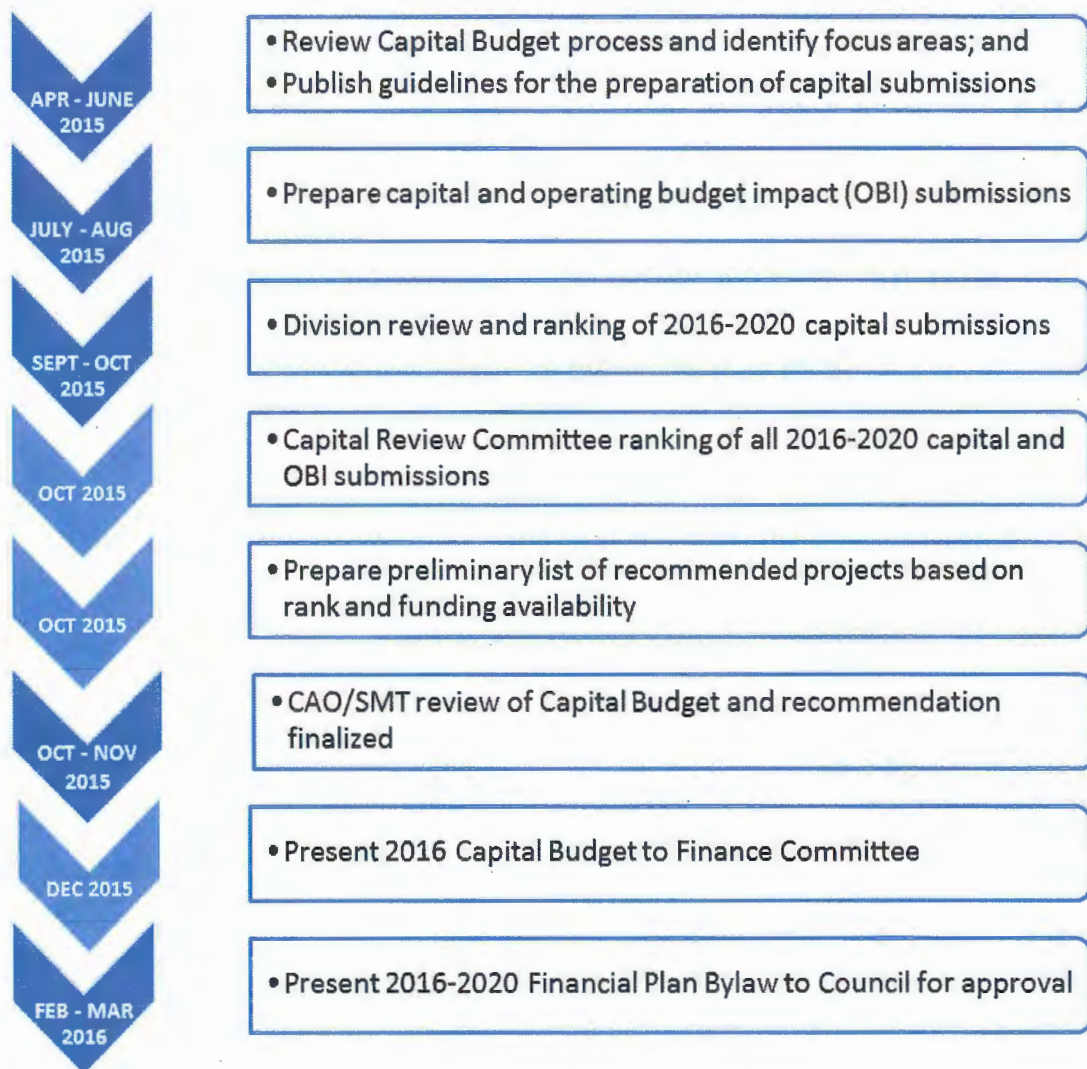 APR - JUNE
2015
• Review Capital Budget process and identify focus areas; and
• Publish guidelines for the preparation of capital submissions
JULY - AUG
2015
• Prepare capital and operating budget impact (OBI) submissions
SEPT - OCT
2015
• Division review and ranking of 2016-2020 capital submissions
OCT 2015
• Capital Review Committee ranking of all 2016-2020 capital and
OBI submissions
OCT 2015
• Prepare preliminary list of recommended projects based on
rank and funding availability
OCT - NOV
2015
• CAO/SMT review of Capital Budget and recommendation
finalized
DEC 2015
• Present 2016 Capital Budget to Finance Committee
FEB - MAR
2016
• Present 2016-2020 Financial Plan Bylaw to Council for approval